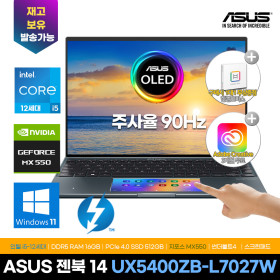 재고
보유
발송가능
ASUS
IN SEARCH OF INCREDIBLE
intel
CORE
12세대 i5
NVIDIA
GEFORCE
MX 550
Windows 11
ASUS
OLED
주사율 90Hz
Adobe Creative
DDR5 RAM 16GB
PCIe 4.0 SSD 512GB
지포스 MX550
썬더볼트4
스크린패드
ASUS 젠북 14 UX5400ZB-L7027W